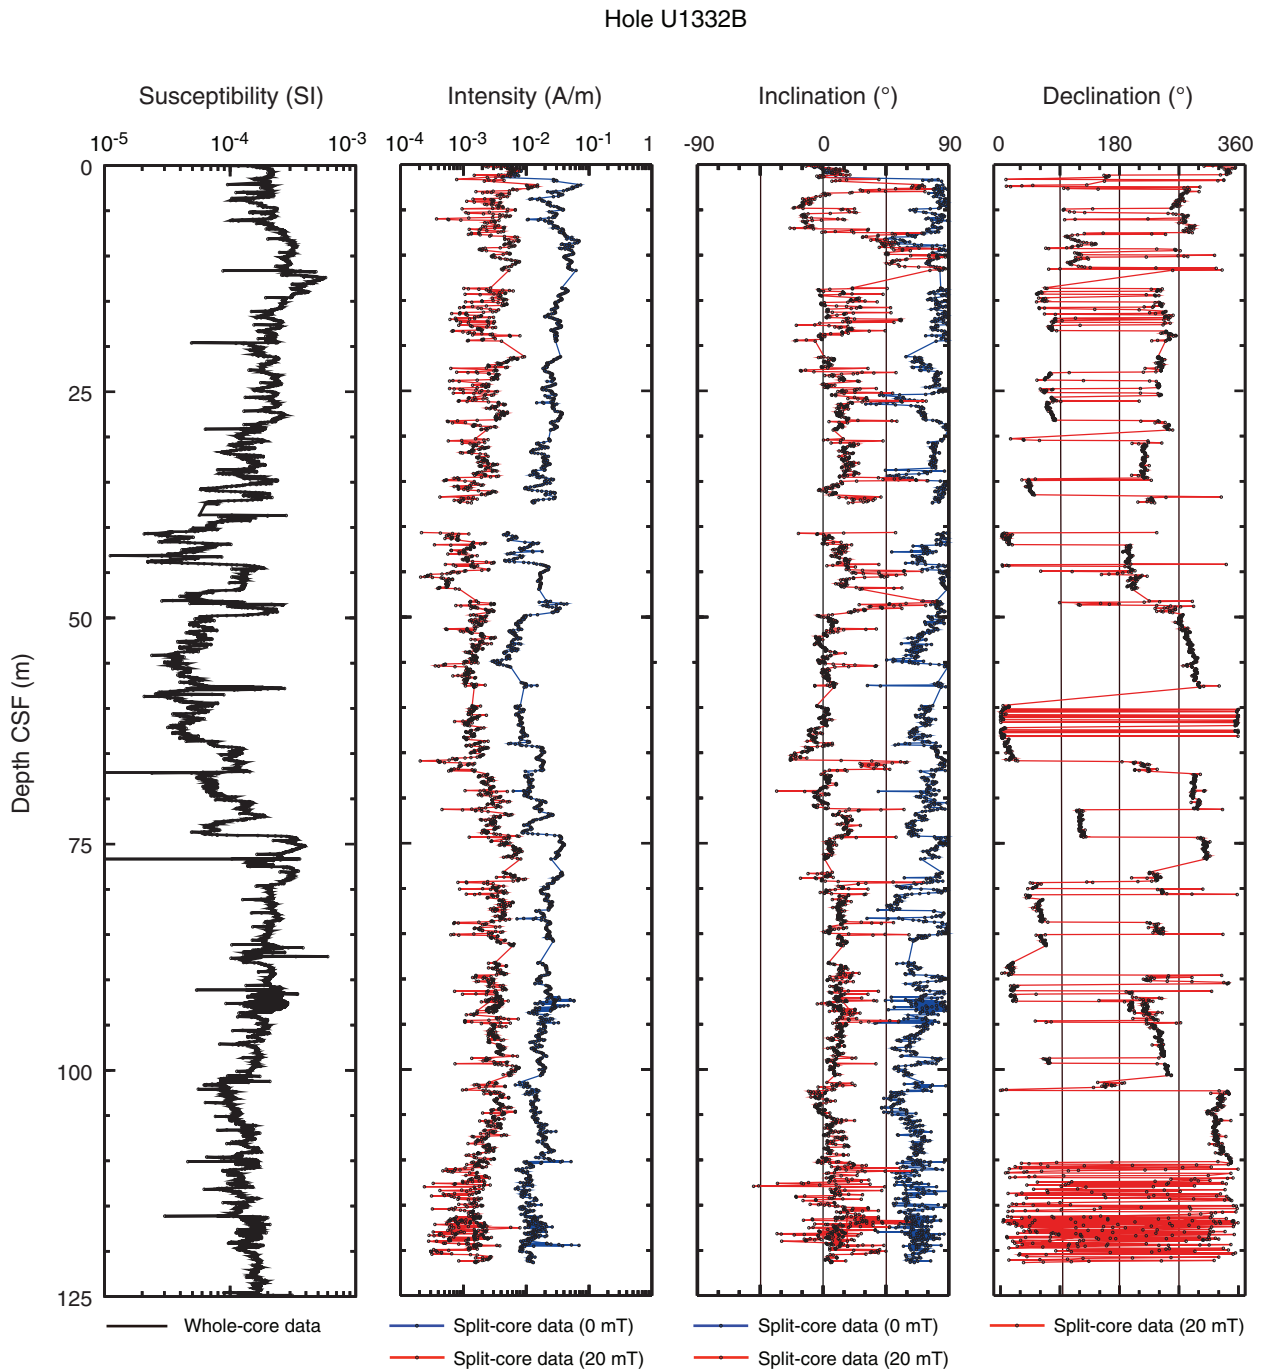 Hole U1332B
Susceptibility (SI) Intensity (A/m) Inclination (°) Declination (°)
10-5 10-4 10-3 10-4 10-3 10-2 10-1 1 -90 0 90 0 180 360
0
25
50
75
100
125
Depth CSF (m)
Whole-core data Split-core data (0 mT) Split-core data (0 mT) Split-core data (20 mT)
Split-core data (20 mT) Split-core data (20 mT)